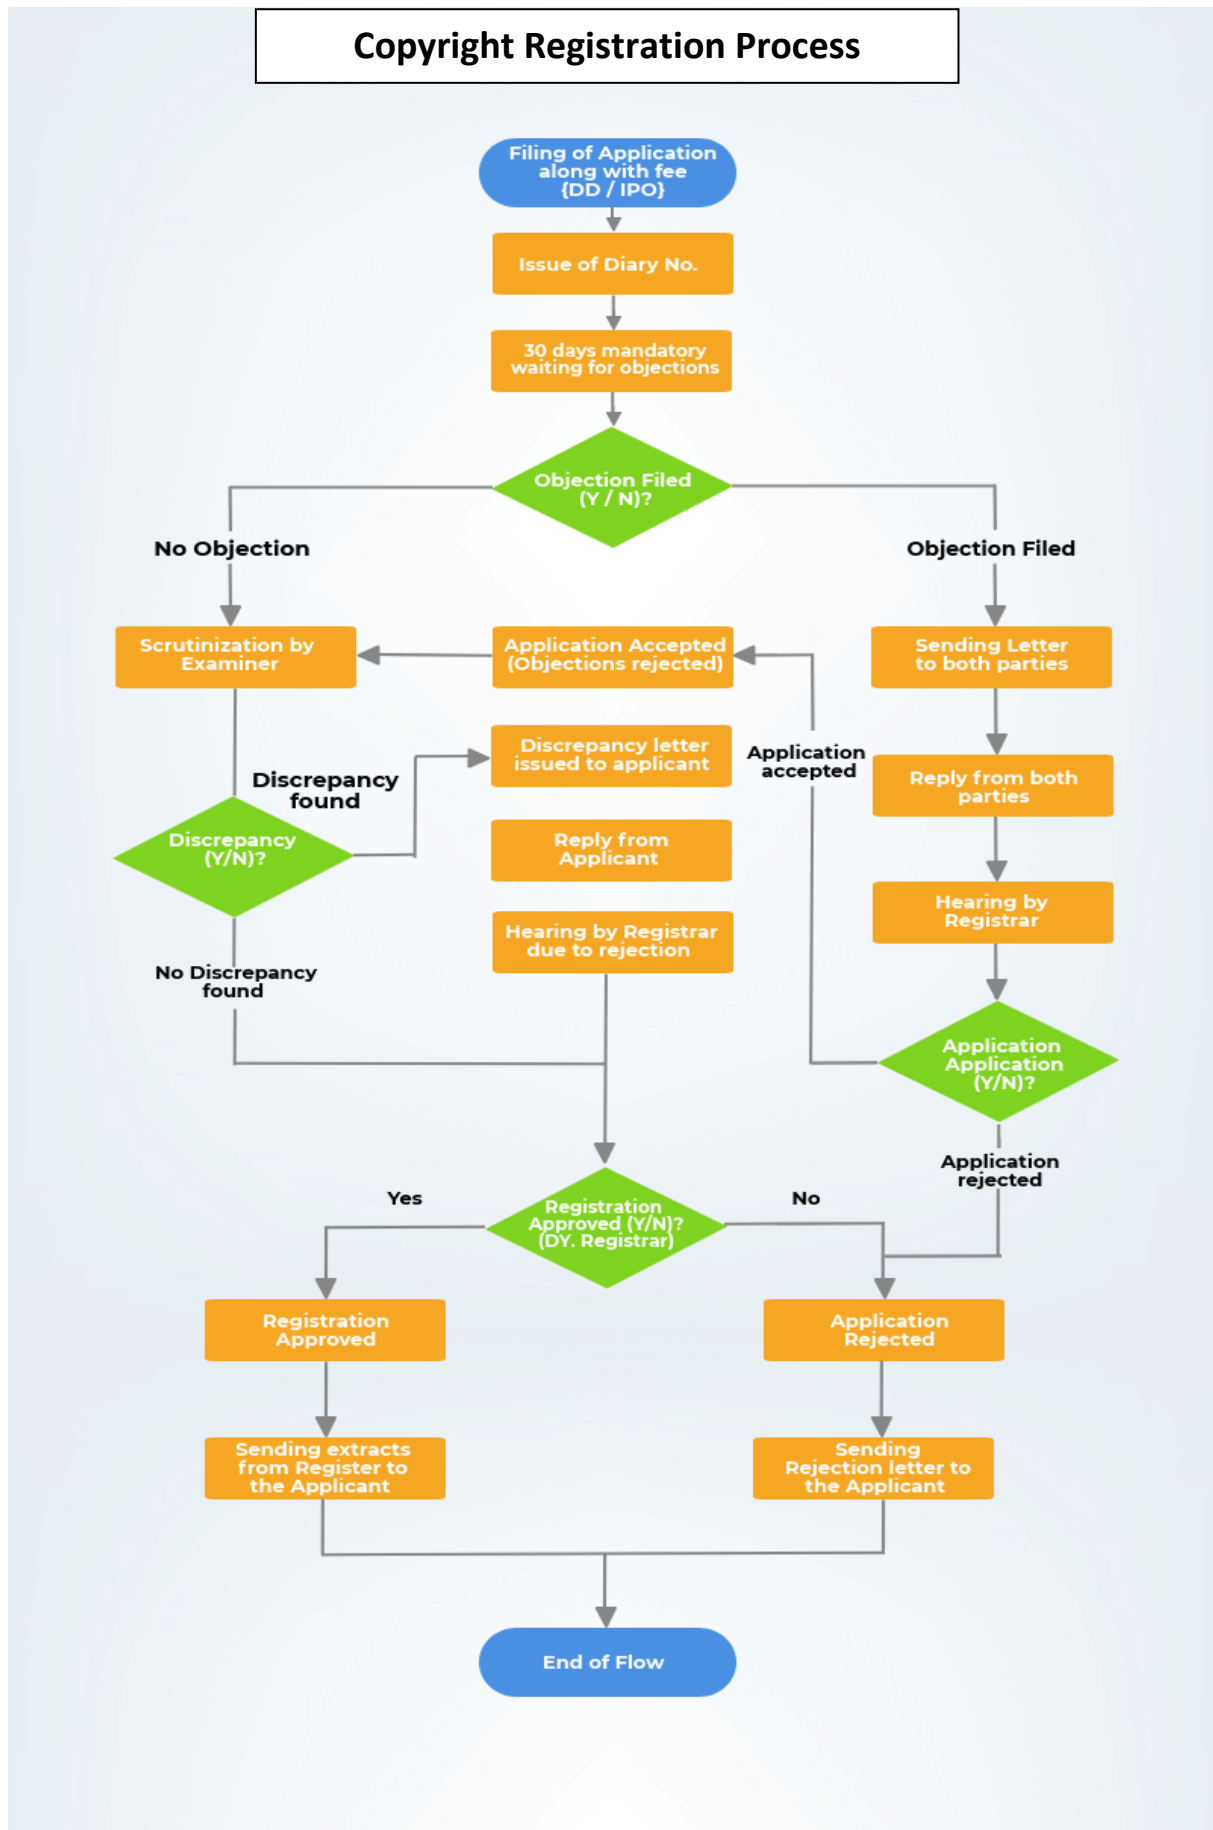 Copyright Registration Process
Filing of Application
along with fee
{DD / IPO}
Issue of Diary No.
30 days mandatory
waiting for objections
Objection Filed
(Y / N)?
No Objection
Objection Filed
Scrutinization by
Examiner
Application Accepted
(Objections rejected)
Sending Letter
to both parties
Discrepancy letter
issued to applicant
Application
accepted
Discrepancy
found
Reply from both
parties
Discrepancy
(Y/N)?
Reply from
Applicant
Hearing by
Registrar
Hearing by Registrar
due to rejection
No Discrepancy
found
Application
Application
(Y/N)?
Application
rejected
Yes
No
Registration
Approved (Y/N)?
(DY. Registrar)
Registration
Approved
Application
Rejected
Sending extracts
from Register to
the Applicant
Sending
Rejection letter to
the Applicant
End of Flow